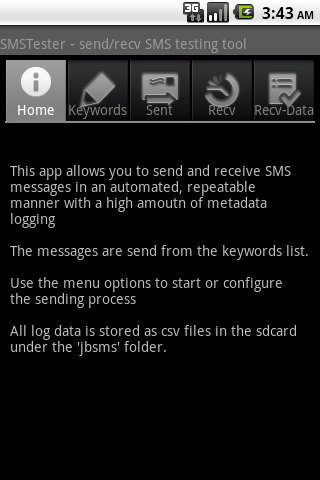 3G 3:43 AM
SMSTester - send/recv SMS testing tool
Home Keywords Sent Recv Recv-Data
This app allows you to send and receive SMS
messages in an automated, repeatable
manner with a high amoutn of metadata
logging
The messages are send from the keywords list.
Use the menu options to start or configure
the sending process
All log data is stored as csv files in the sdcard
under the 'jbsms' folder.